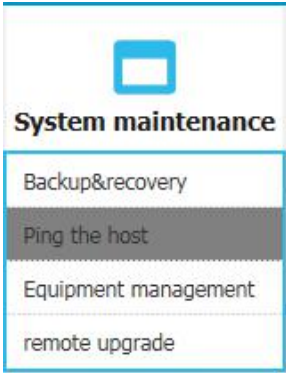 System maintenance
Backup&recovery
Ping the host
Equipment management
remote upgrade